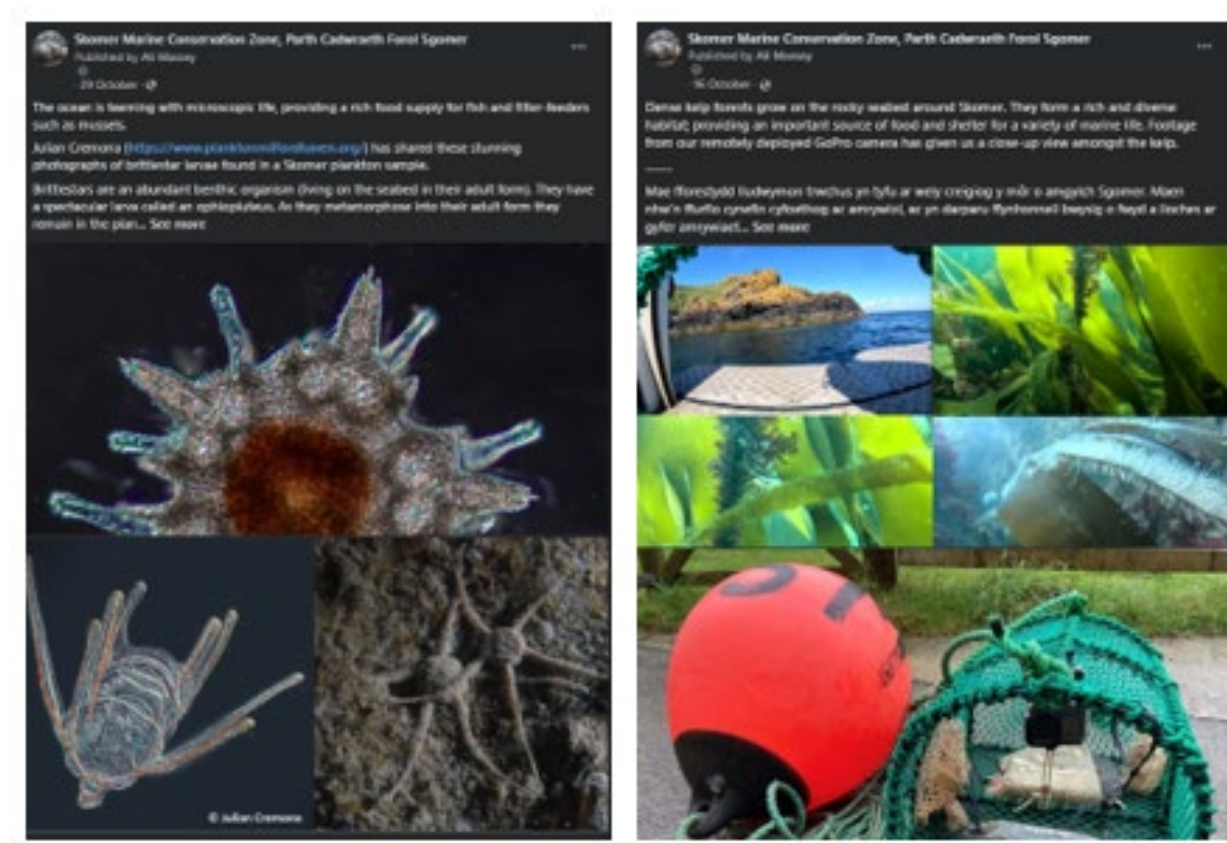 Skomer Marine Conservation Zone, Parth Cadwraeth Forol Sgomer
Published by Ali Massey
29 October
The ocean is teeming with microscopic life, providing a rich food supply for fish and filter-feeders
such as mussels.
Julian Cremona (https://www.planktonmilfordhaven.org/) has shared these stunning
photographs of brittlestar larvae found in a Skomer plankton sample.
Brittlestars are an abundant benthic organism (living on the seabed in their adult form). They have
a spectacular larva called an ophiopluteus. As they metamorphose into their adult form they
remain in the plan... See more
© Julian Cremona
Skomer Marine Conservation Zone, Parth Cadwraeth Forol Sgomer
Published by Ali Massey
16 October
Dense kelp forests grow on the rocky seabed around Skomer. They form a rich and diverse
habitat; providing an important source of food and shelter for a variety of marine life. Footage
from our remotely deployed GoPro camera has given us a close-up view amongst the kelp.
Mae fforestydd trwchus yn tyfu ar wely creigiog y môr o amgylch Sgomer. Maen
nhw'n ffurfio cynefin cyfoethog ac amrywiol, ac yn darparu ffynhonnell bwysig o fwyd a lloches ar
gyfer amrywiaet... See more